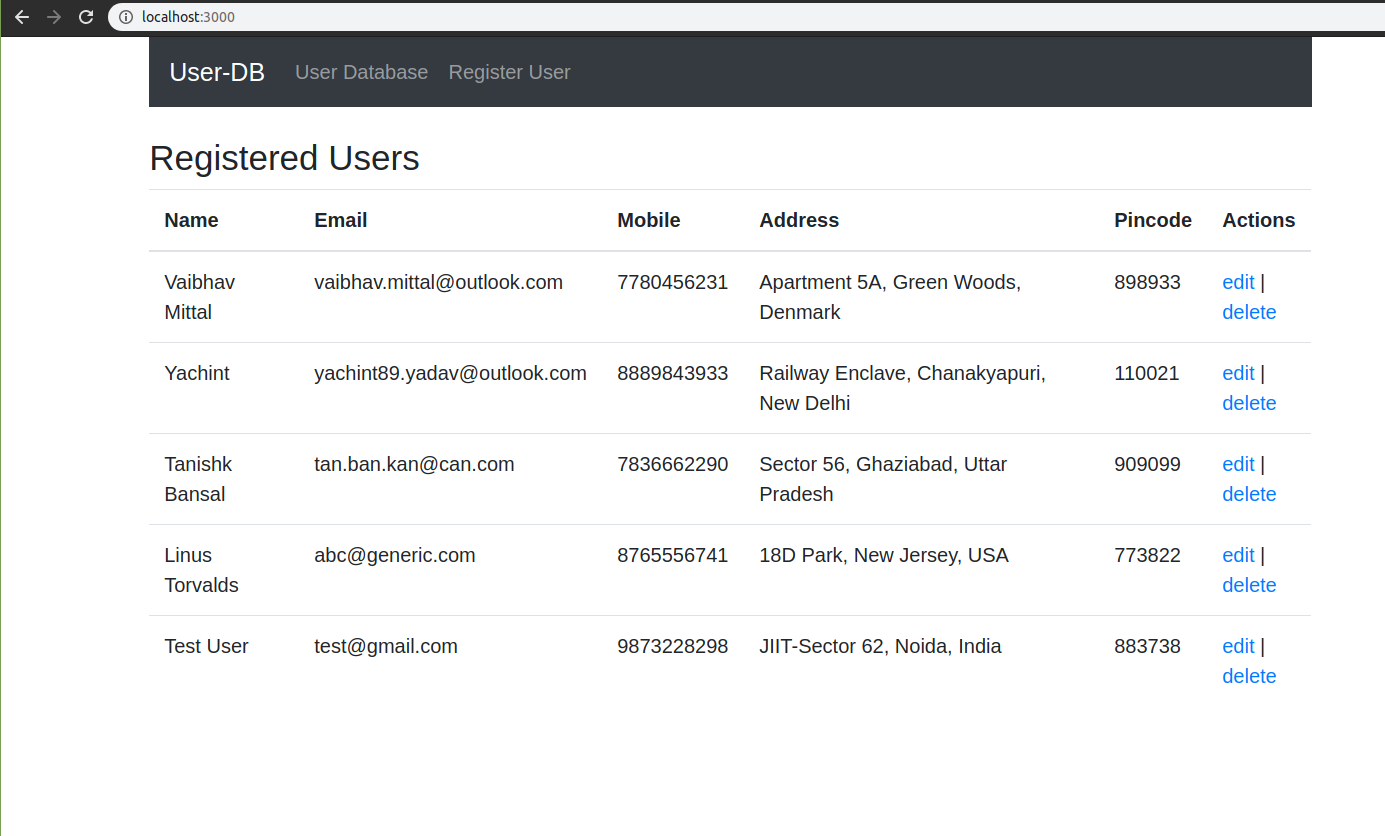 localhost:3000
User-DB User Database Register User
Registered Users
Name Email Mobile Address Pincode Actions
Vaibhav vaibhav.mittal@outlook.com 7780456231 Apartment 5A, Green Woods, 898933 edit |
Mittal Denmark delete
Yachint yachint89.yadav@outlook.com 8889843933 Railway Enclave, Chanakyapuri, 110021 edit |
New Delhi delete
Tanishk tan.ban.kan@can.com 7836662290 Sector 56, Ghaziabad, Uttar 909099 edit |
Bansal Pradesh delete
Linus abc@generic.com 8765556741 18D Park, New Jersey, USA 773822 edit |
Torvalds delete
Test User test@gmail.com 9873228298 JIIT-Sector 62, Noida, India 883738 edit |
delete